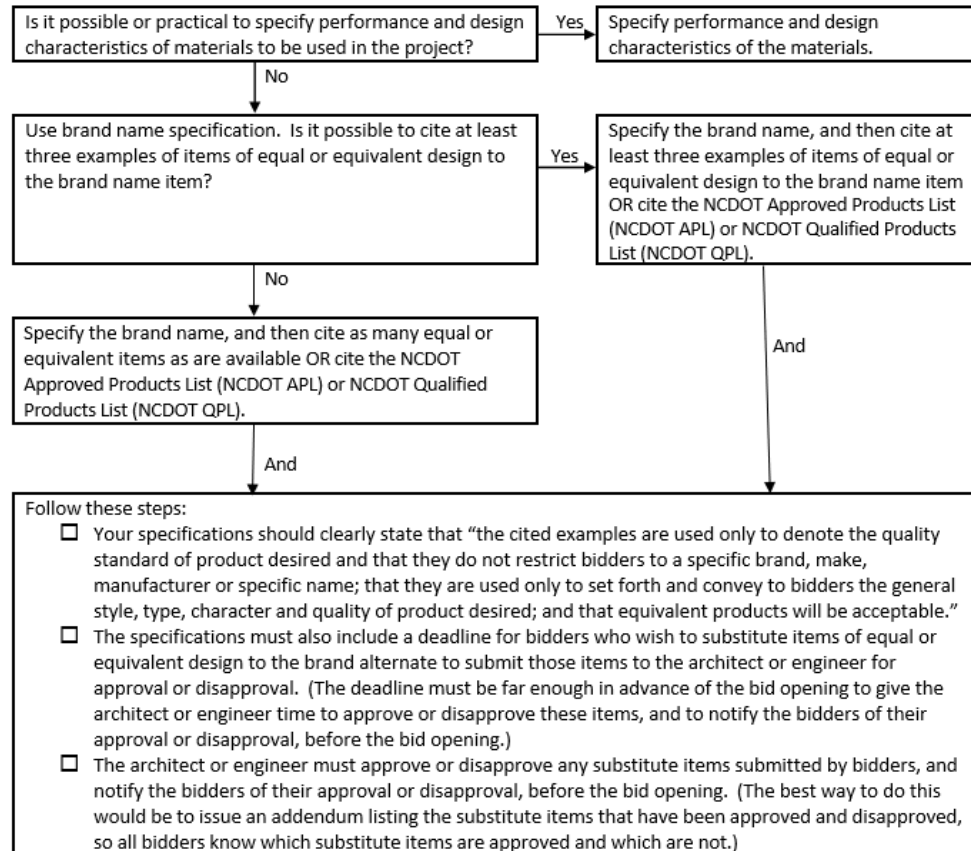 Is it possible or practical to specify performance and design
characteristics of materials to be used in the project?
Yes
Specify performance and design
characteristics of the materials.
No
Use brand name specification.  Is it possible to cite at least
three examples of items of equal or equivalent design to
the brand name item?
Yes
Specify the brand name, and then cite at
least three examples of items of equal or
equivalent design to the brand name item
OR cite the NCDOT Approved Products List
(NCDOT APL) or NCDOT Qualified Products
List (NCDOT QPL).
No
Specify the brand name, and then cite as many equal or
equivalent items as are available OR cite the NCDOT
Approved Products List (NCDOT APL) or NCDOT Qualified
Products List (NCDOT QPL).
And
And
Follow these steps:
☐ Your specifications should clearly state that “the cited examples are used only to denote the quality
standard of product desired and that they do not restrict bidders to a specific brand, make,
manufacturer or specific name; that they are used only to set forth and convey to bidders the general
style, type, character and quality of product desired; and that equivalent products will be acceptable.”
☐ The specifications must also include a deadline for bidders who wish to substitute items of equal or
equivalent design to the brand alternate to submit those items to the architect or engineer for
approval or disapproval.  (The deadline must be far enough in advance of the bid opening to give the
architect or engineer time to approve or disapprove these items, and to notify the bidders of their
approval or disapproval, before the bid opening.)
☐ The architect or engineer must approve or disapprove any substitute items submitted by bidders, and
notify the bidders of their approval or disapproval, before the bid opening.  (The best way to do this
would be to issue an addendum listing the substitute items that have been approved and disapproved,
so all bidders know which substitute items are approved and which are not.)